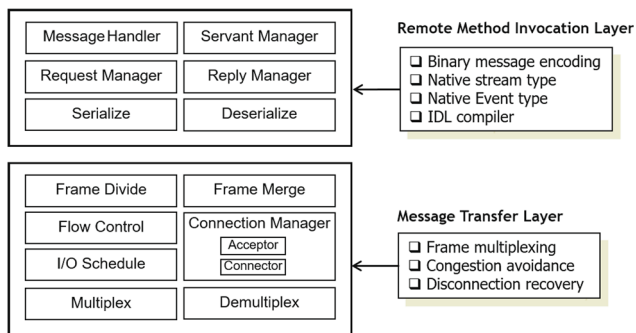 Message Handler
Servant Manager
Request Manager
Reply Manager
Serialize
Deserialize
Remote Method Invocation Layer
❑ Binary message encoding
❑ Native stream type
❑ Native Event type
❑ IDL compiler
Frame Divide
Frame Merge
Flow Control
Connection Manager
Acceptor
Connector
I/O Schedule
Multiplex
Demultiplex
Message Transfer Layer
❑ Frame multiplexing
❑ Congestion avoidance
❑ Disconnection recovery